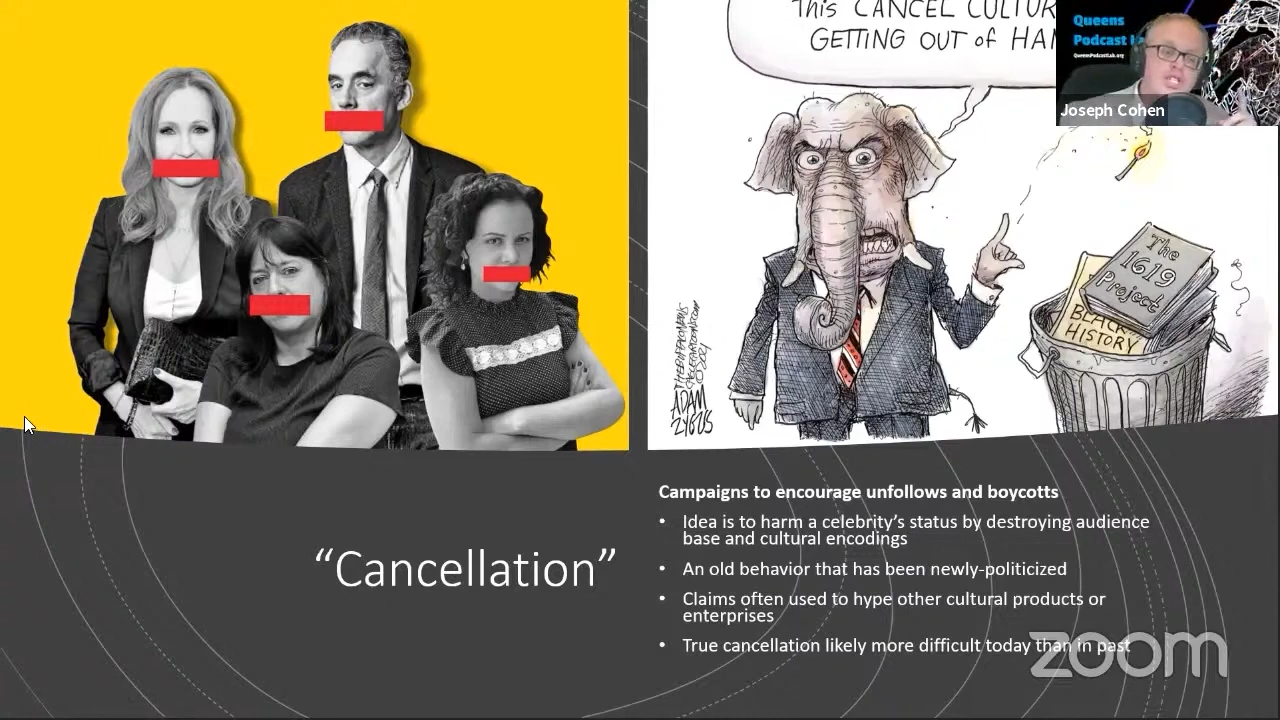 This CANCEL CULTUR
GETTING OUT of HAN
Queens
Podcast
QueensPodcastLab.org
Joseph Cohen
The
1619
Project
BLACK
HISTORY
©2021
ADAM
ZYGLIS
“Cancellation”
Campaigns to encourage unfollows and boycotts
• Idea is to harm a celebrity’s status by destroying audience
base and cultural encodings
• An old behavior that has been newly-politicized
• Claims often used to hype other cultural products or
enterprises
• True cancellation likely more difficult today than in past
zoom